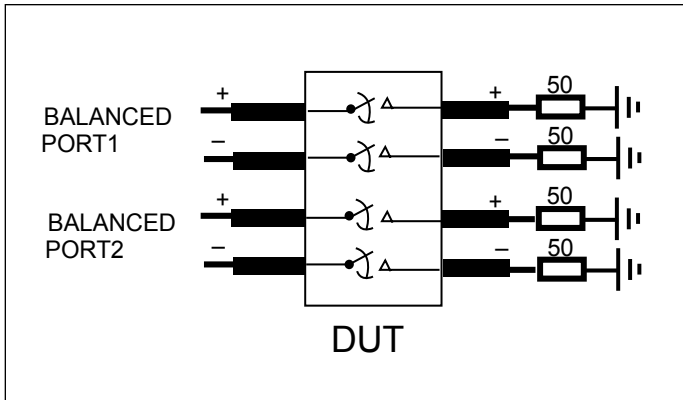 + + 50
BALANCED
PORT1
– – 50
+ + 50
BALANCED
PORT2
– – 50
DUT